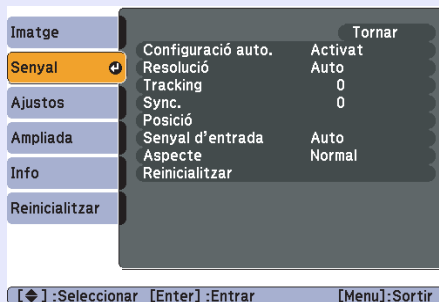 Imatge
Senyal
Ajustos
Ampliada
Info
Reinicialitzar
Tornar
Configuració auto. Activat
Resolució Auto
Tracking 0
Sync. 0
Posició
Senyal d'entrada Auto
Aspecte Normal
Reinicialitzar
[ ] :Seleccionar [Enter] :Entrar [Menu]:Sortir